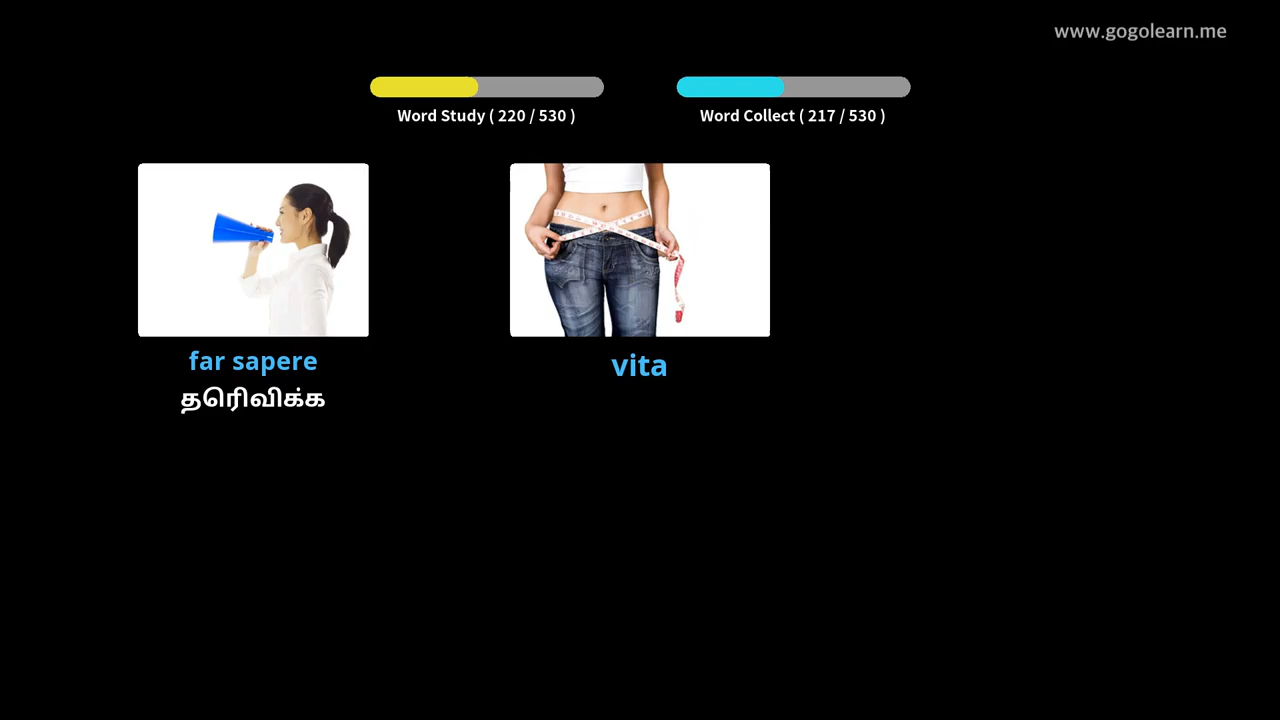 www.gogolearn.me
Word Study ( 220 / 530 )
Word Collect ( 217 / 530 )
far sapere
தெரிவிக்க
vita